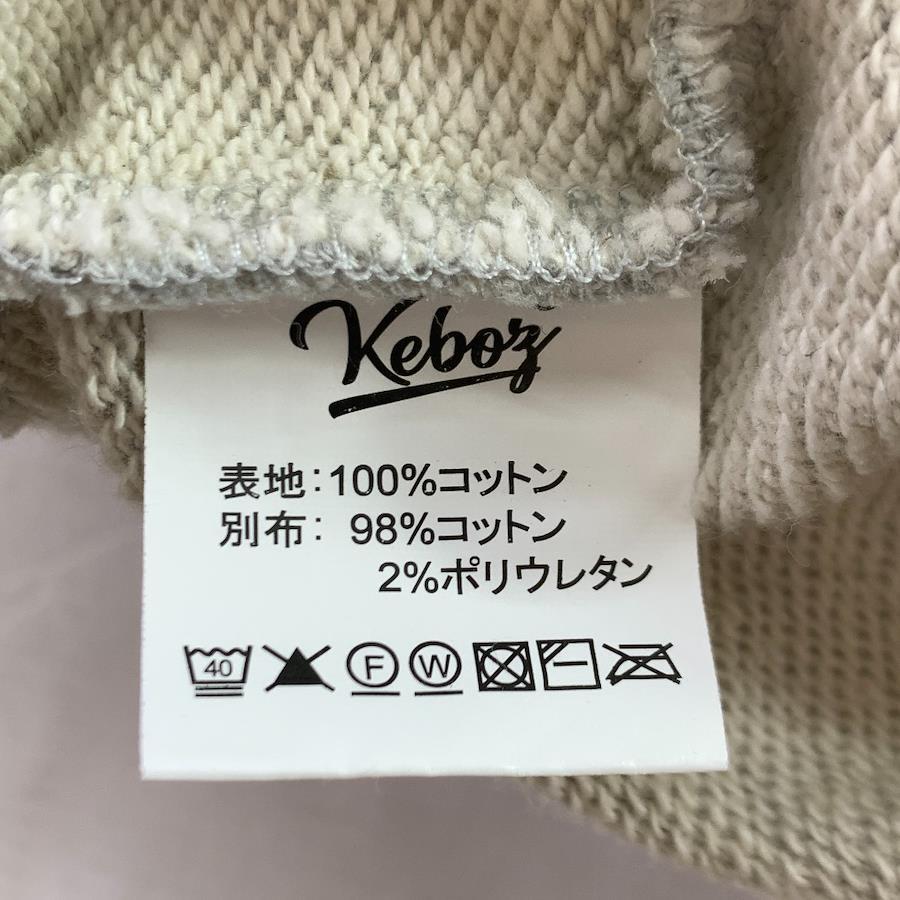 Keboz
表地:100%コットン
別布: 98%コットン
2%ポリウレタン
40 F W